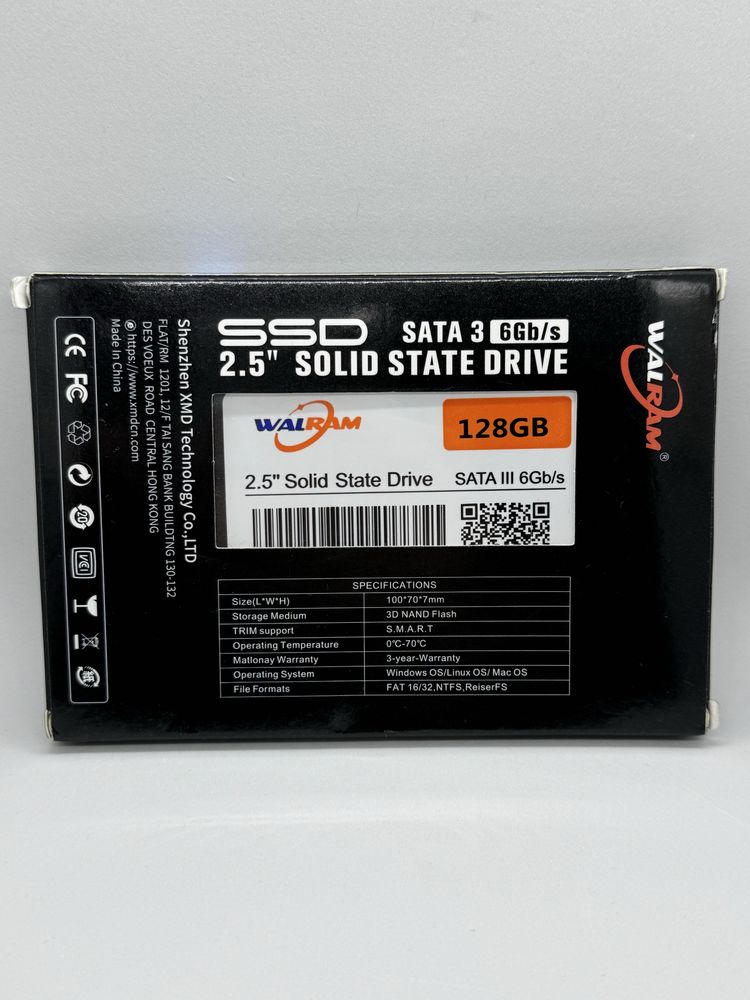 SSD SATA 3 6Gb/s
2.5" SOLID STATE DRIVE
WALRAM
128GB
2.5" Solid State Drive SATA III 6Gb/s
SPECIFICATIONS
Size(L*W*H) 100*70*7mm
Storage Medium 3D NAND Flash
TRIM support S.M.A.R.T
Operating Temperature 0℃-70℃
Matlonay Warranty 3-year-Warranty
Operating System Windows OS/Linux OS/ Mac OS
File Formats FAT 16/32,NTFS,ReiserFS
WALRAM®
Shenzhen XMD Technology Co.,LTD
FLAT/RM 1201, 12/F TAI SANG BANK BUILDTNG 130-132
DES VOEUX ROAD CENTRAL HONG KONG
https://www.xmdcn.com
Made In China
CE
FC
20
VCI